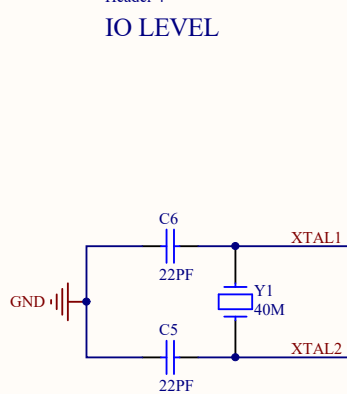 IO LEVEL
C6
XTAL1
22PF
Y1
GND
40M
C5
XTAL2
22PF